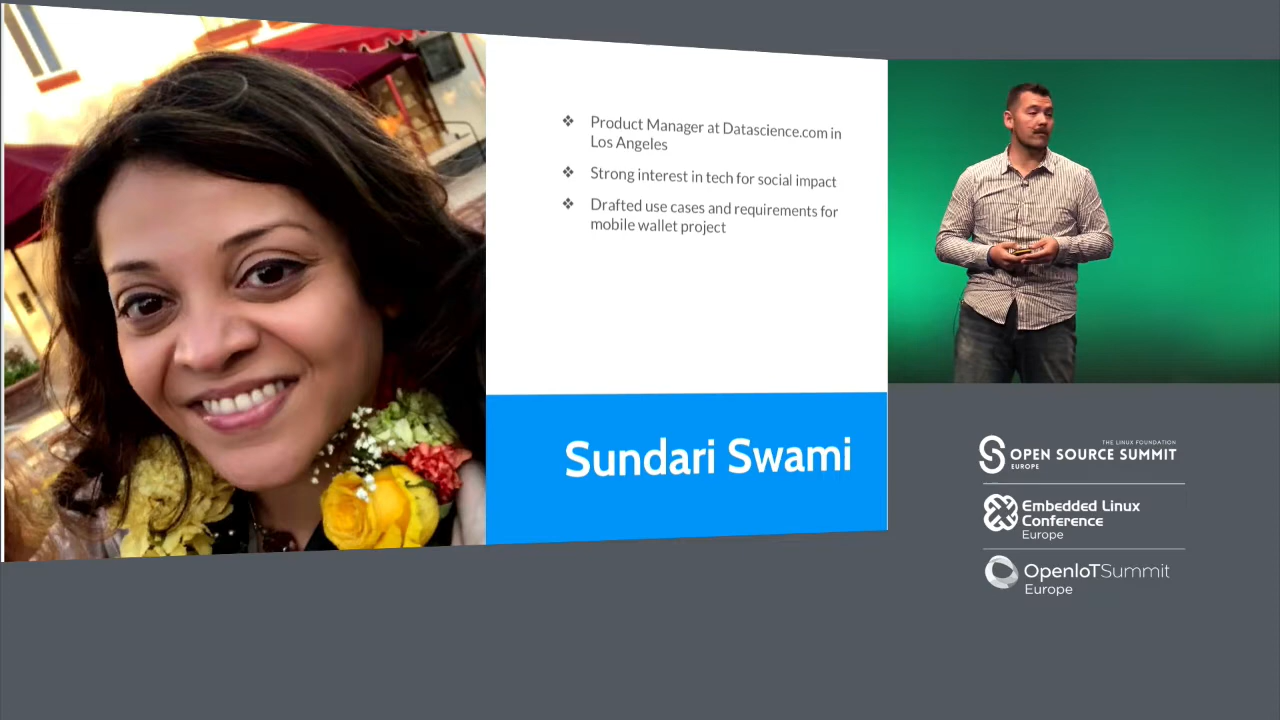 ❖ Product Manager at Datascience.com in
Los Angeles
❖ Strong interest in tech for social impact
❖ Drafted use cases and requirements for
mobile wallet project
Sundari Swami
THE LINUX FOUNDATION
OPEN SOURCE SUMMIT
EUROPE
Embedded Linux
Conference
Europe
OpenIoTSummit
Europe